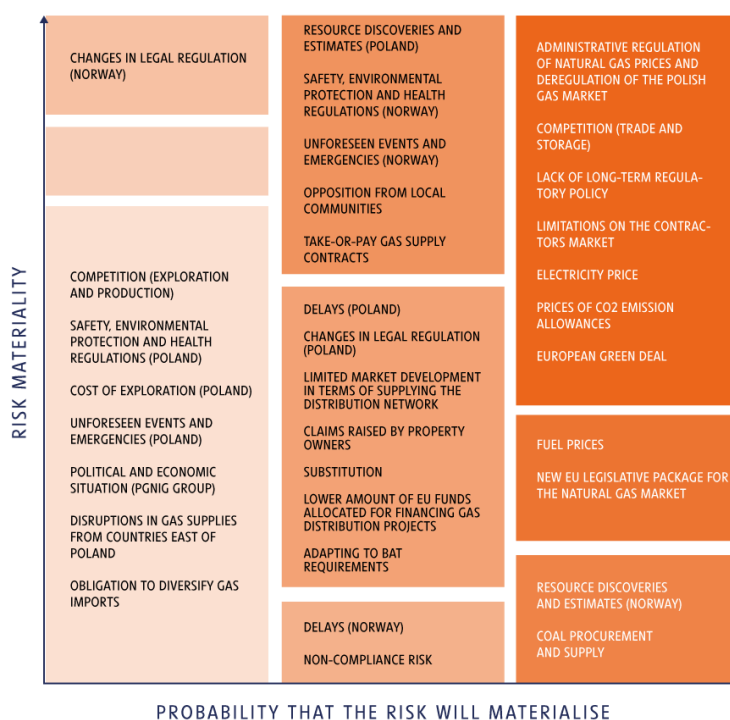 RISK MATERIALITY
CHANGES IN LEGAL REGULATION
(NORWAY)
COMPETITION (EXPLORATION
AND PRODUCTION)
SAFETY, ENVIRONMENTAL
PROTECTION AND HEALTH
REGULATIONS (POLAND)
COST OF EXPLORATION (POLAND)
UNFORESEEN EVENTS AND
EMERGENCIES (POLAND)
POLITICAL AND ECONOMIC
SITUATION (PGNIG GROUP)
DISRUPTIONS IN GAS SUPPLIES
FROM COUNTRIES EAST OF
POLAND
OBLIGATION TO DIVERSIFY GAS
IMPORTS
RESOURCE DISCOVERIES AND
ESTIMATES (POLAND)
SAFETY, ENVIRONMENTAL
PROTECTION AND HEALTH
REGULATIONS (NORWAY)
UNFORESEEN EVENTS AND
EMERGENCIES (NORWAY)
OPPOSITION FROM LOCAL
COMMUNITIES
TAKE-OR-PAY GAS SUPPLY
CONTRACTS
DELAYS (POLAND)
CHANGES IN LEGAL REGULATION
(POLAND)
LIMITED MARKET DEVELOPMENT
IN TERMS OF SUPPLYING THE
DISTRIBUTION NETWORK
CLAIMS RAISED BY PROPERTY
OWNERS
SUBSTITUTION
LOWER AMOUNT OF EU FUNDS
ALLOCATED FOR FINANCING GAS
DISTRIBUTION PROJECTS
ADAPTING TO BAT
REQUIREMENTS
DELAYS (NORWAY)
NON-COMPLIANCE RISK
ADMINISTRATIVE REGULATION
OF NATURAL GAS PRICES AND
DEREGULATION OF THE POLISH
GAS MARKET
COMPETITION (TRADE AND
STORAGE)
LACK OF LONG-TERM REGULA-
TORY POLICY
LIMITATIONS ON THE CONTRAC-
TORS MARKET
ELECTRICITY PRICE
PRICES OF CO2 EMISSION
ALLOWANCES
EUROPEAN GREEN DEAL
FUEL PRICES
NEW EU LEGISLATIVE PACKAGE FOR
THE NATURAL GAS MARKET
RESOURCE DISCOVERIES
AND ESTIMATES (NORWAY)
COAL PROCUREMENT
AND SUPPLY
PROBABILITY THAT THE RISK WILL MATERIALISE